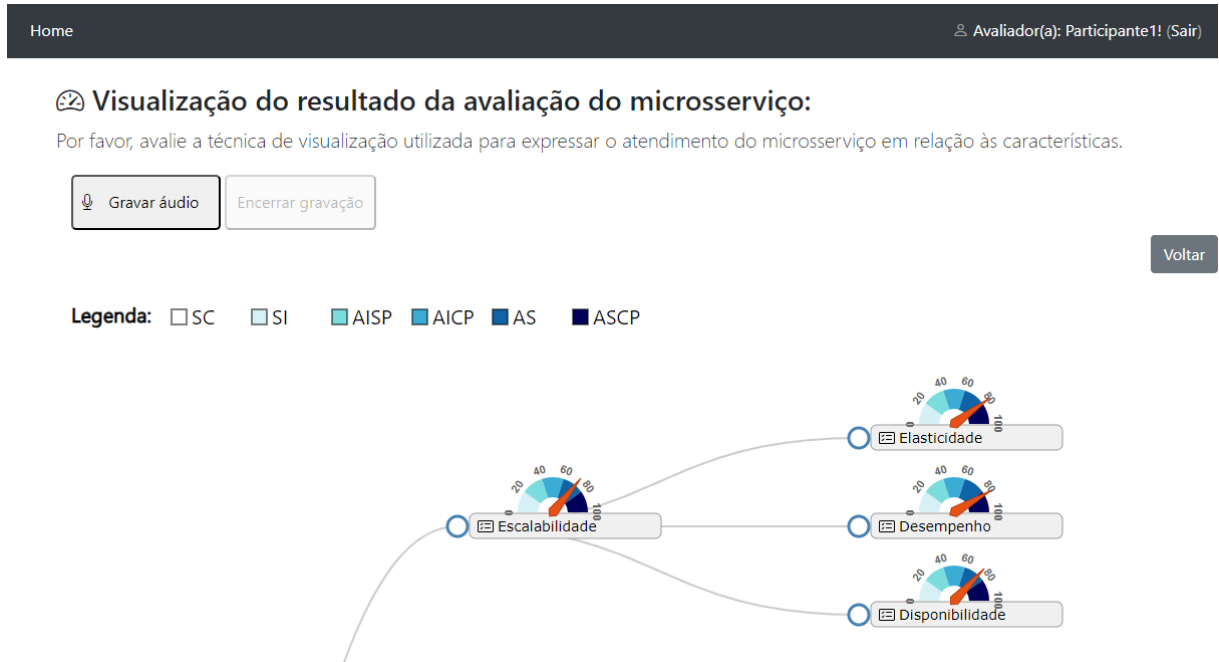 Home
Avaliador(a): Participante1! (Sair)
Visualização do resultado da avaliação do microsserviço:
Por favor, avalie a técnica de visualização utilizada para expressar o atendimento do microsserviço em relação às características.
Gravar áudio
Encerrar gravação
Voltar
Legenda: SC SI AISP AICP AS ASCP
0 20 40 60 80 100
Elasticidade
0 20 40 60 80 100
Escalabilidade
0 20 40 60 80 100
Desempenho
0 20 40 60 80 100
Disponibilidade